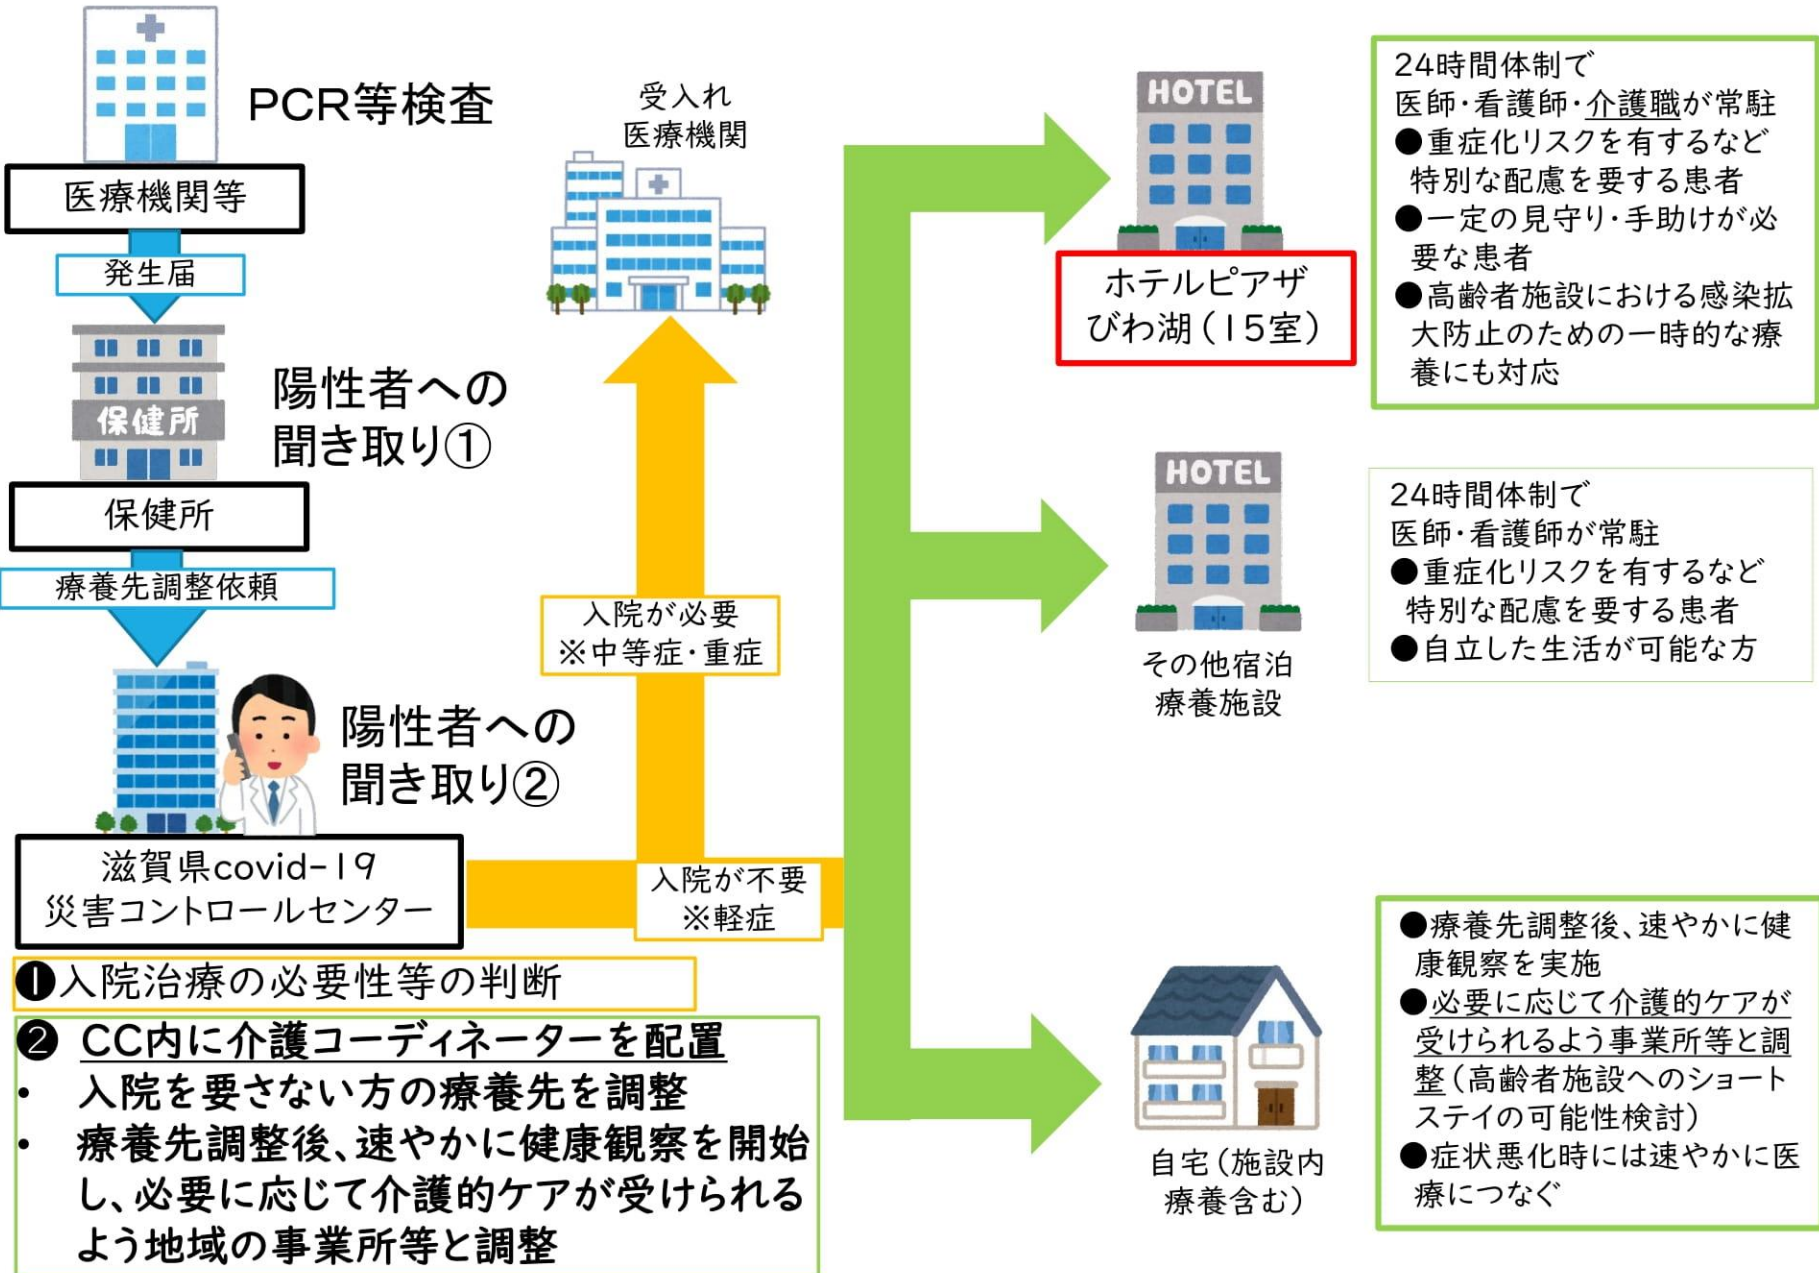 PCR等検査
医療機関等
発生届
保健所
陽性者への
聞き取り①
保健所
療養先調整依頼
陽性者への
聞き取り②
滋賀県covid-19
災害コントロールセンター
❶入院治療の必要性等の判断
❷ CC内に介護コーディネーターを配置
• 入院を要さない方の療養先を調整
• 療養先調整後、速やかに健康観察を開始
し、必要に応じて介護的ケアが受けられる
よう地域の事業所等と調整
受入れ
医療機関
入院が必要
※中等症・重症
入院が不要
※軽症
HOTEL
ホテルピアザ
びわ湖(15室)
24時間体制で
医師・看護師・介護職が常駐
●重症化リスクを有するなど
特別な配慮を要する患者
●一定の見守り・手助けが必
要な患者
●高齢者施設における感染拡
大防止のための一時的な療
養にも対応
HOTEL
その他宿泊
療養施設
24時間体制で
医師・看護師が常駐
●重症化リスクを有するなど
特別な配慮を要する患者
●自立した生活が可能な方
自宅(施設内
療養含む)
●療養先調整後、速やかに健
康観察を実施
●必要に応じて介護的ケアが
受けられるよう事業所等と調
整(高齢者施設へのショート
ステイの可能性検討)
●症状悪化時には速やかに医
療につなぐ